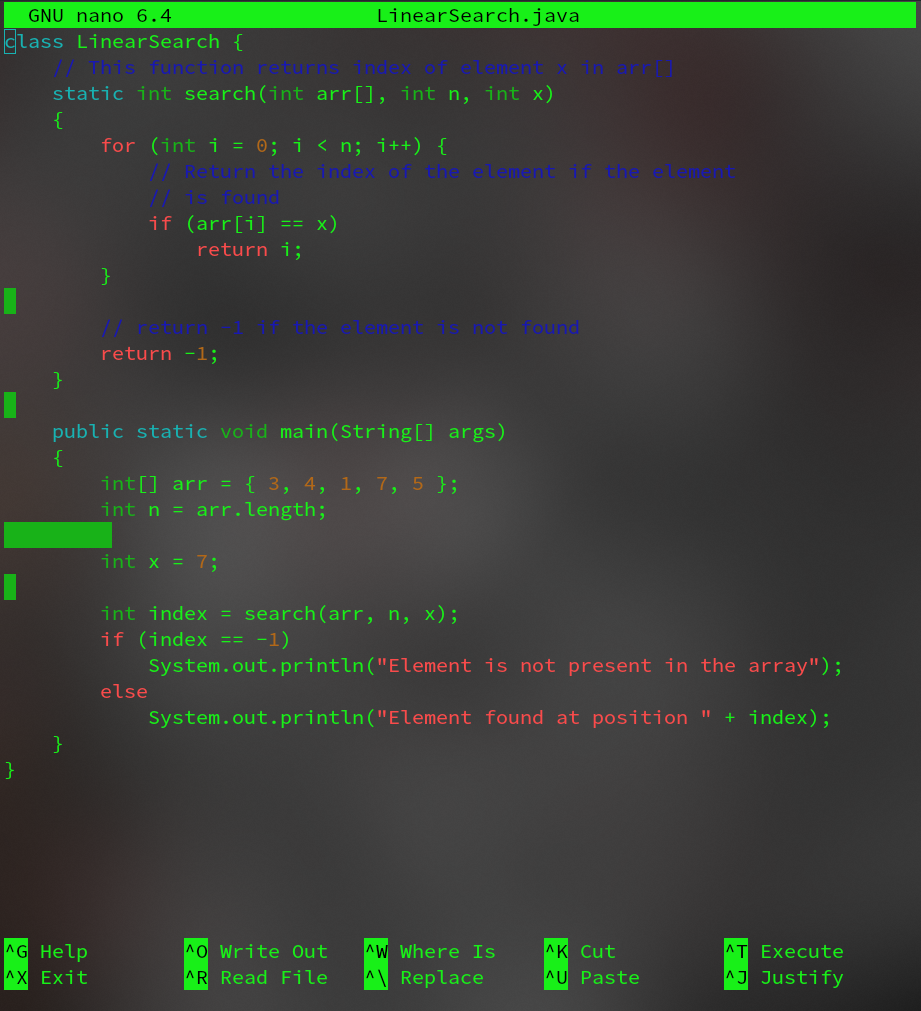 GNU nano 6.4 LinearSearch.java
class LinearSearch {
    // This function returns index of element x in arr[]
    static int search(int arr[], int n, int x)
    {
        for (int i = 0; i < n; i++) {
            // Return the index of the element if the element
            // is found
            if (arr[i] == x)
                return i;
        }

        // return -1 if the element is not found
        return -1;
    }

    public static void main(String[] args)
    {
        int[] arr = { 3, 4, 1, 7, 5 };
        int n = arr.length;

        int x = 7;

        int index = search(arr, n, x);
        if (index == -1)
            System.out.println("Element is not present in the array");
        else
            System.out.println("Element found at position " + index);
    }
}
^G Help ^O Write Out ^W Where Is ^K Cut ^T Execute
^X Exit ^R Read File ^\ Replace ^U Paste ^J Justify